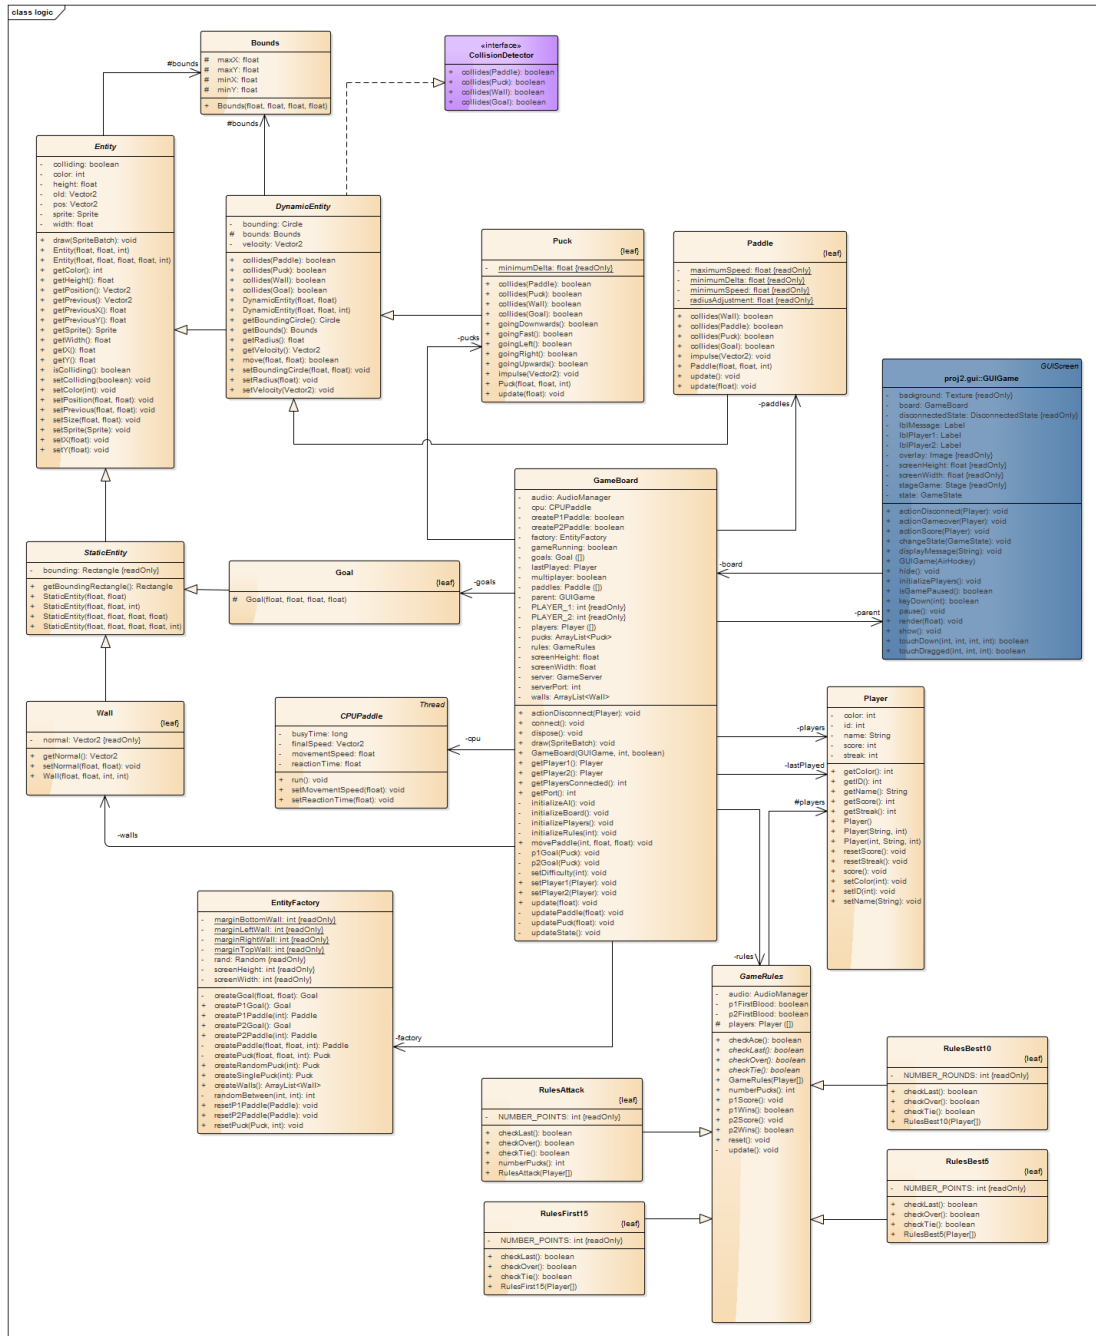 class logic
Bounds
# maxX: float
# maxY: float
# minX: float
# minY: float
+ Bounds(float, float, float, float)
«interface»
CollisionDetector
+ collides(Paddle): boolean
+ collides(Puck): boolean
+ collides(Wall): boolean
+ collides(Goal): boolean
#bounds
#bounds
Entity
- colliding: boolean
- color: int
- height: float
- old: Vector2
- pos: Vector2
- sprite: Sprite
- width: float
+ draw(SpriteBatch): void
+ Entity(float, float, int)
+ Entity(float, float, float, float, int)
+ getColor(): int
+ getHeight(): float
+ getPosition(): Vector2
+ getPrevious(): Vector2
+ getPreviousX(): float
+ getPreviousY(): float
+ getSprite(): Sprite
+ getWidth(): float
+ getX(): float
+ getY(): float
+ isColliding(): boolean
+ setColliding(boolean): void
+ setColor(int): void
+ setPosition(float, float): void
+ setPrevious(float, float): void
+ setSize(float, float): void
+ setSprite(Sprite): void
+ setX(float): void
+ setY(float): void
DynamicEntity
- bounding: Circle
# bounds: Bounds
- velocity: Vector2
+ collides(Paddle): boolean
+ collides(Puck): boolean
+ collides(Wall): boolean
+ collides(Goal): boolean
+ DynamicEntity(float, float)
+ DynamicEntity(float, float, int)
+ getBoundingCircle(): Circle
+ getBounds(): Bounds
+ getRadius(): float
+ getVelocity(): Vector2
+ move(float, float): boolean
+ setBoundingCircle(float, float): void
+ setRadius(float): void
+ setVelocity(Vector2): void
Puck
{leaf}
- minimumDelta: float {readOnly}
+ collides(Paddle): boolean
+ collides(Puck): boolean
+ collides(Wall): boolean
+ collides(Goal): boolean
+ goingDownwards(): boolean
+ goingFast(): boolean
+ goingLeft(): boolean
+ goingRight(): boolean
+ goingUpwards(): boolean
+ impulse(Vector2): void
+ Puck(float, float, int)
+ update(float): void
Paddle
{leaf}
- maximumSpeed: float {readOnly}
- minimumDelta: float {readOnly}
- minimumSpeed: float {readOnly}
- radiusAdjustment: float {readOnly}
+ collides(Wall): boolean
+ collides(Paddle): boolean
+ collides(Puck): boolean
+ collides(Goal): boolean
+ impulse(Vector2): void
+ Paddle(float, float, int)
+ update(): void
+ update(float): void
-pucks
-paddles
GUIScreen
proj2.gui::GUIGame
- background: Texture {readOnly}
- board: GameBoard
- disconnectedState: DisconnectedState {readOnly}
- lblMessage: Label
- lblPlayer1: Label
- lblPlayer2: Label
- overlay: Image {readOnly}
- screenHeight: float {readOnly}
- screenWidth: float {readOnly}
- stageGame: Stage {readOnly}
- state: GameState
+ actionDisconnect(Player): void
+ actionGameover(Player): void
+ actionScore(Player): void
+ changeState(GameState): void
+ displayMessage(String): void
+ GUIGame(AirHockey)
+ hide(): void
+ initializePlayers(): void
+ isGamePaused(): boolean
+ keyDown(int): boolean
+ pause(): void
+ render(float): void
+ show(): void
+ touchDown(int, int, int, int): boolean
+ touchDragged(int, int, int): boolean
GameBoard
- audio: AudioManager
- cpu: CPUPaddle
- createP1Paddle: boolean
- createP2Paddle: boolean
- factory: EntityFactory
- gameRunning: boolean
- goals: Goal ([])
- lastPlayed: Player
- multiplayer: boolean
- paddles: Paddle ([])
- parent: GUIGame
- PLAYER_1: int {readOnly}
- PLAYER_2: int {readOnly}
- players: Player ([])
- pucks: ArrayList<Puck>
- rules: GameRules
- screenHeight: float
- screenWidth: float
- server: GameServer
- serverPort: int
- walls: ArrayList<Wall>
+ actionDisconnect(Player): void
+ connect(): void
+ dispose(): void
+ draw(SpriteBatch): void
+ GameBoard(GUIGame, int, boolean)
+ getPlayer1(): Player
+ getPlayer2(): Player
+ getPlayersConnected(): int
+ getPort(): int
- initializeAI(): void
- initializeBoard(): void
- initializePlayers(): void
- initializeRules(int): void
+ movePaddle(int, float, float): void
- p1Goal(Puck): void
- p2Goal(Puck): void
- setDifficulty(int): void
+ setPlayer1(Player): void
+ setPlayer2(Player): void
+ update(float): void
- updatePaddle(float): void
- updatePuck(float): void
- updateState(): void
-board
-parent
StaticEntity
- bounding: Rectangle {readOnly}
+ getBoundingRectangle(): Rectangle
+ StaticEntity(float, float)
+ StaticEntity(float, float, int)
+ StaticEntity(float, float, float, float)
+ StaticEntity(float, float, float, float, int)
Goal
{leaf}
# Goal(float, float, float, float)
-goals
Wall
{leaf}
- normal: Vector2 {readOnly}
+ getNormal(): Vector2
+ setNormal(float, float): void
+ Wall(float, float, int, int)
Thread
CPUPaddle
- busyTime: long
- finalSpeed: Vector2
- movementSpeed: float
- reactionTime: float
+ run(): void
+ setMovementSpeed(float): void
+ setReactionTime(float): void
-cpu
-walls
Player
- color: int
- id: int
- name: String
- score: int
- streak: int
+ getColor(): int
+ getID(): int
+ getName(): String
+ getScore(): int
+ getStreak(): int
+ Player()
+ Player(String, int)
+ Player(int, String, int)
+ resetScore(): void
+ resetStreak(): void
+ score(): void
+ setColor(int): void
+ setID(int): void
+ setName(String): void
-players
-lastPlayed
#players
EntityFactory
- marginBottomWall: int {readOnly}
- marginLeftWall: int {readOnly}
- marginRightWall: int {readOnly}
- marginTopWall: int {readOnly}
- rand: Random {readOnly}
- screenHeight: int {readOnly}
- screenWidth: int {readOnly}
- createGoal(float, float): Goal
+ createP1Goal(): Goal
+ createP1Paddle(int): Paddle
+ createP2Goal(): Goal
+ createP2Paddle(int): Paddle
- createPaddle(float, float, int): Paddle
- createPuck(float, float, int): Puck
+ createRandomPuck(int): Puck
+ createSinglePuck(int): Puck
+ createWalls(): ArrayList<Wall>
- randomBetween(int, int): int
+ resetP1Paddle(Paddle): void
+ resetP2Paddle(Paddle): void
+ resetPuck(Puck, int): void
-factory
-rules
GameRules
- audio: AudioManager
- p1FirstBlood: boolean
- p2FirstBlood: boolean
# players: Player ([])
+ checkAce(): boolean
+ checkLast(): boolean
+ checkOver(): boolean
+ checkTie(): boolean
+ GameRules(Player[])
+ numberPucks(): int
+ p1Score(): void
+ p1Wins(): boolean
+ p2Score(): void
+ p2Wins(): boolean
+ reset(): void
- update(): void
RulesBest10
{leaf}
- NUMBER_ROUNDS: int {readOnly}
+ checkLast(): boolean
+ checkOver(): boolean
+ checkTie(): boolean
+ RulesBest10(Player[])
RulesAttack
{leaf}
- NUMBER_POINTS: int {readOnly}
+ checkLast(): boolean
+ checkOver(): boolean
+ checkTie(): boolean
+ numberPucks(): int
+ RulesAttack(Player[])
RulesBest5
{leaf}
- NUMBER_POINTS: int {readOnly}
+ checkLast(): boolean
+ checkOver(): boolean
+ checkTie(): boolean
+ RulesBest5(Player[])
RulesFirst15
{leaf}
- NUMBER_POINTS: int {readOnly}
+ checkLast(): boolean
+ checkOver(): boolean
+ checkTie(): boolean
+ RulesFirst15(Player[])